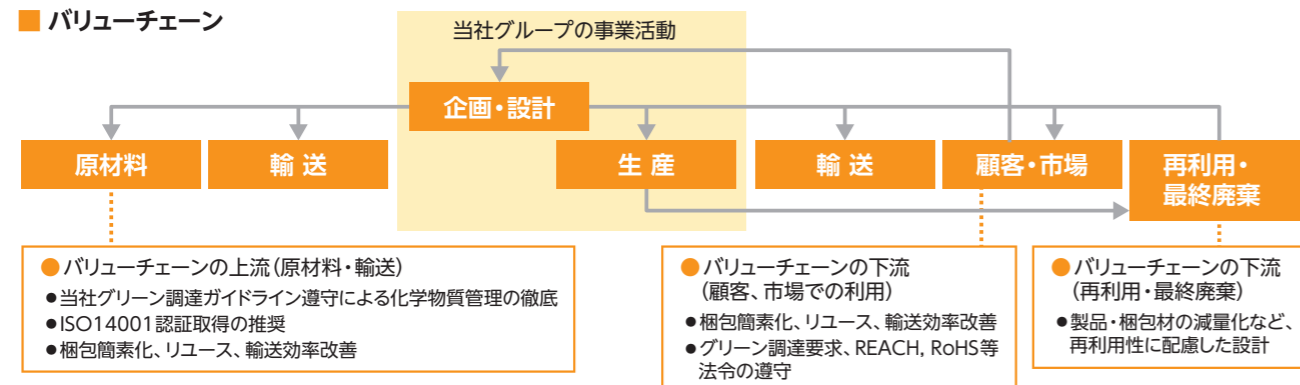 ■ バリューチェーン
当社グループの事業活動
企画・設計
原材料
輸 送
生 産
輸 送
顧客・市場
再利用・
最終廃棄
●バリューチェーンの上流(原材料・輸送)
●当社グリーン調達ガイドライン遵守による化学物質管理の徹底
●ISO14001認証取得の推奨
●梱包簡素化、リユース、輸送効率改善
●バリューチェーンの下流
(顧客、市場での利用)
●梱包簡素化、リユース、輸送効率改善
●グリーン調達要求、REACH, RoHS等
法令の遵守
●バリューチェーンの下流
(再利用・最終廃棄)
●製品・梱包材の減量化など、
再利用性に配慮した設計